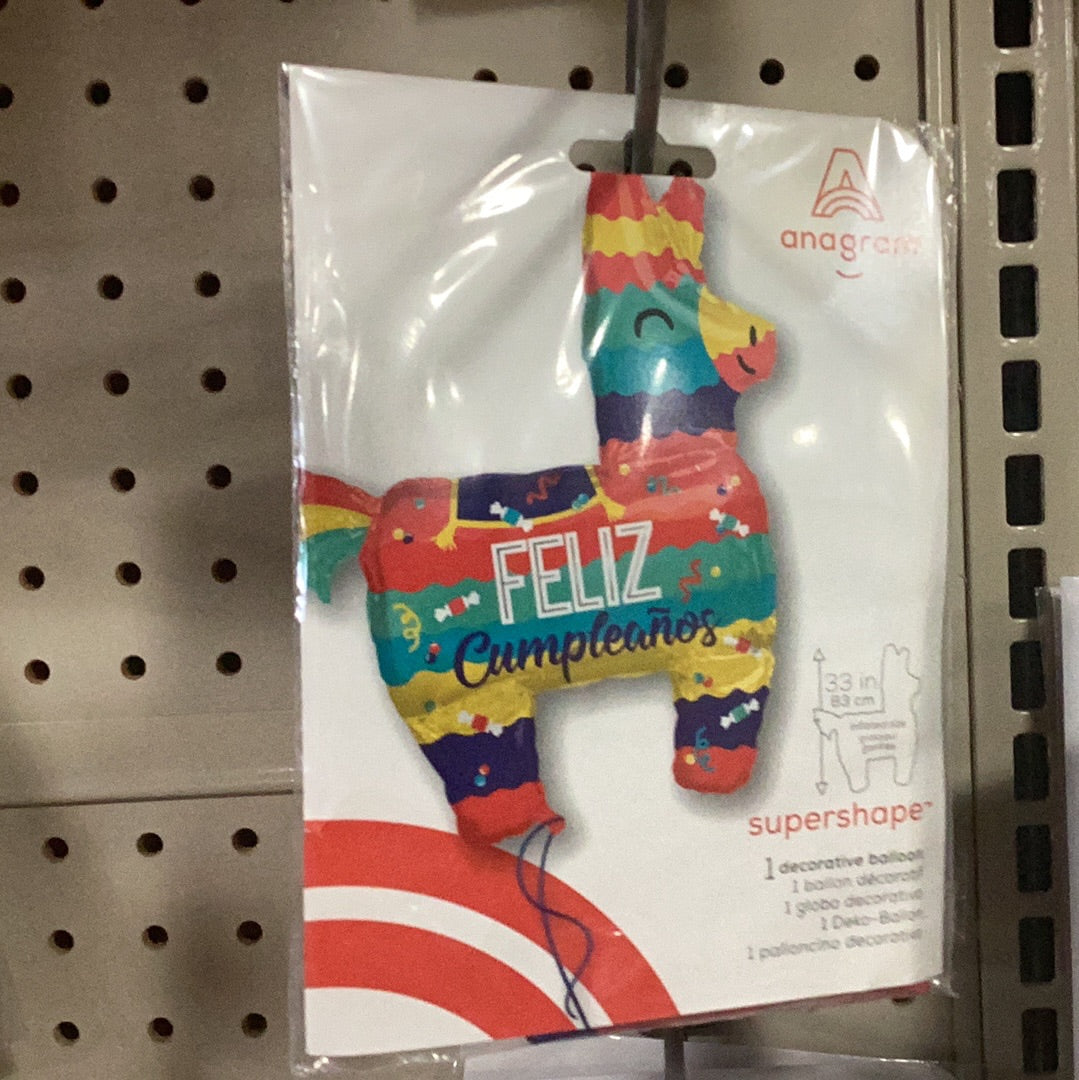 anagram
FELIZ
Cumpleaños
33 in
83 cm
supershape™
1 decorative balloon
1 ballon décoratif
1 globo decorativo
1 Deko-Ballon
1 palloncino decorativo